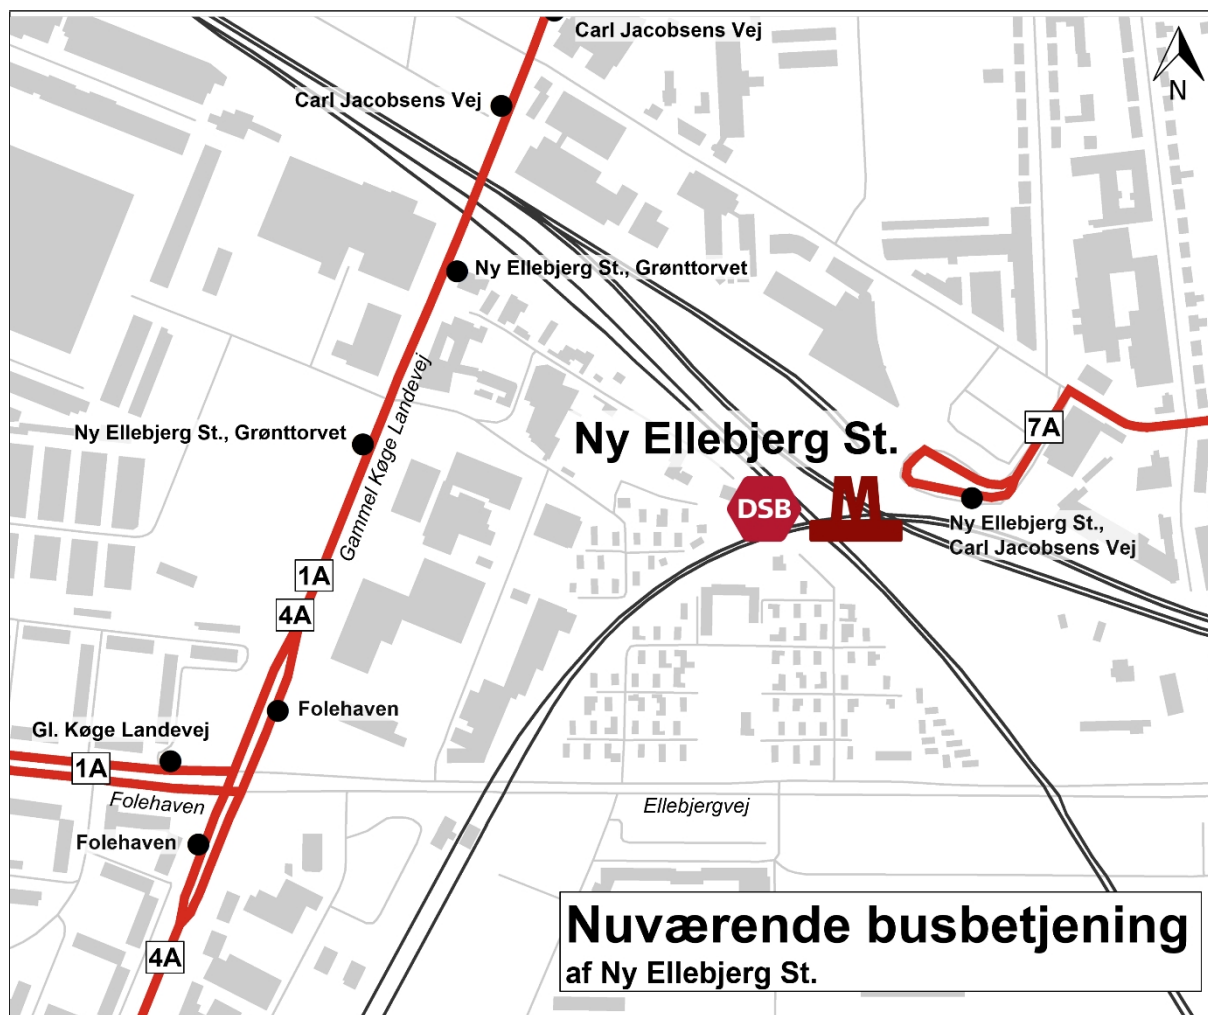 Carl Jacobsens Vej
N
Carl Jacobsens Vej
Ny Ellebjerg St., Grønttorvet
Gammel Køge Landevej
Ny Ellebjerg St., Grønttorvet
Ny Ellebjerg St.
7A
DSB
M
Ny Ellebjerg St.,
Carl Jacobsens Vej
1A
4A
Folehaven
Gl. Køge Landevej
1A
Folehaven
Ellebjergvej
Folehaven
4A
Nuværende busbetjening
af Ny Ellebjerg St.